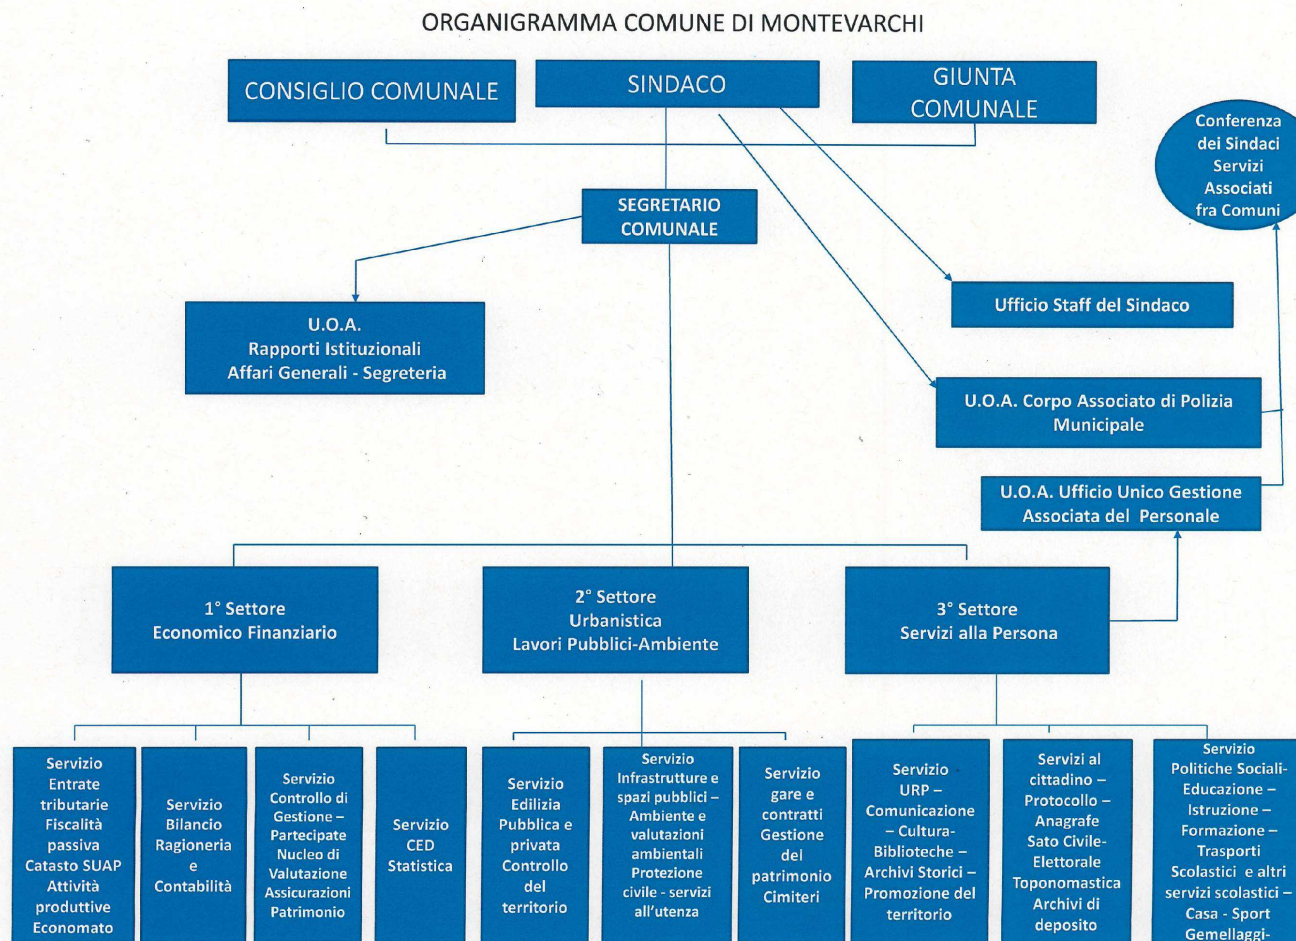 ORGANIGRAMMA COMUNE DI MONTEVARCHI
CONSIGLIO COMUNALE
SINDACO
GIUNTA
COMUNALE
Conferenza
dei Sindaci
Servizi
Associati
fra Comuni
SEGRETARIO
COMUNALE
U.O.A.
Rapporti Istituzionali
Affari Generali - Segreteria
Ufficio Staff del Sindaco
U.O.A. Corpo Associato di Polizia
Municipale
U.O.A. Ufficio Unico Gestione
Associata del Personale
1° Settore
Economico Finanziario
2° Settore
Urbanistica
Lavori Pubblici-Ambiente
3° Settore
Servizi alla Persona
Servizio
Entrate
tributarie
Fiscalità
passiva
Catasto SUAP
Attività
produttive
Economato
Servizio
Bilancio
Ragioneria
e
Contabilità
Servizio
Controllo di
Gestione –
Partecipate
Nucleo di
Valutazione
Assicurazioni
Patrimonio
Servizio
CED
Statistica
Servizio
Edilizia
Pubblica e
privata
Controllo
del
territorio
Servizio
Infrastrutture e
spazi pubblici –
Ambiente e
valutazioni
ambientali
Protezione
civile - servizi
all'utenza
Servizio
gare e
contratti
Gestione
del
patrimonio
Cimiteri
Servizio
URP –
Comunicazione
– Cultura-
Biblioteche –
Archivi Storici –
Promozione del
territorio
Servizi al
cittadino –
Protocollo –
Anagrafe
Sato Civile-
Elettorale
Toponomastica
Archivi di
deposito
Servizio
Politiche Sociali-
Educazione –
Istruzione –
Formazione –
Trasporti
Scolastici e altri
servizi scolastici –
Casa - Sport
Gemellaggi-